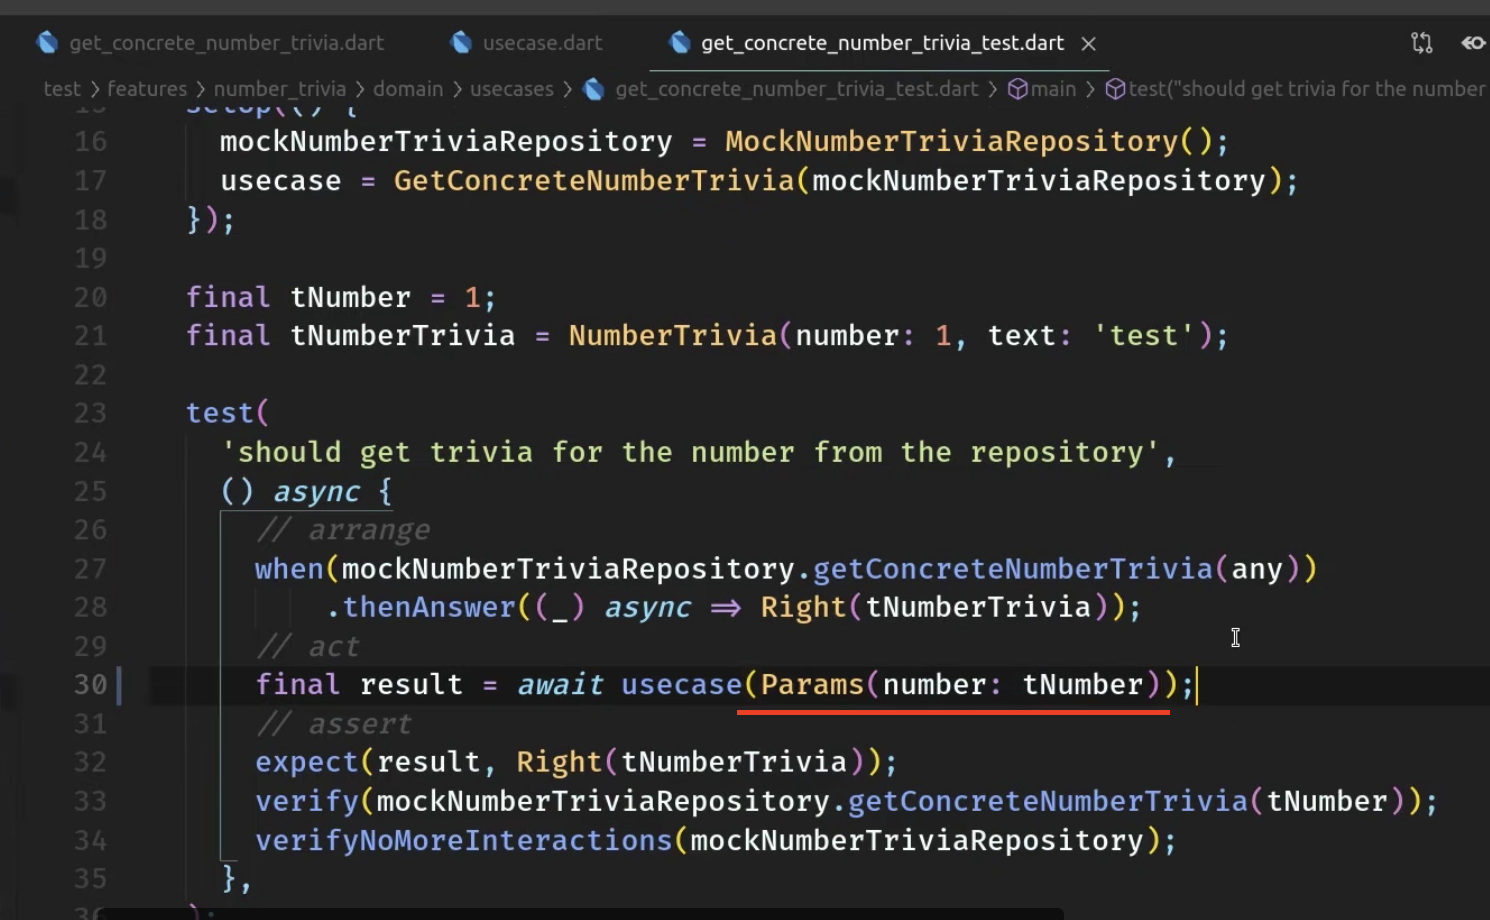 get_concrete_number_trivia.dart usecase.dart get_concrete_number_trivia_test.dart ×
test > features > number_trivia > domain > usecases > get_concrete_number_trivia_test.dart > main > test("should get trivia for the number
15 setUp(() {
16 mockNumberTriviaRepository = MockNumberTriviaRepository();
17 usecase = GetConcreteNumberTrivia(mockNumberTriviaRepository);
18 });
19
20 final tNumber = 1;
21 final tNumberTrivia = NumberTrivia(number: 1, text: 'test');
22
23 test(
24 'should get trivia for the number from the repository',
25 () async {
26 // arrange
27 when(mockNumberTriviaRepository.getConcreteNumberTrivia(any))
28 .thenAnswer((_) async => Right(tNumberTrivia));
29 // act
30 final result = await usecase(Params(number: tNumber));
31 // assert
32 expect(result, Right(tNumberTrivia));
33 verify(mockNumberTriviaRepository.getConcreteNumberTrivia(tNumber));
34 verifyNoMoreInteractions(mockNumberTriviaRepository);
35 },
36 );